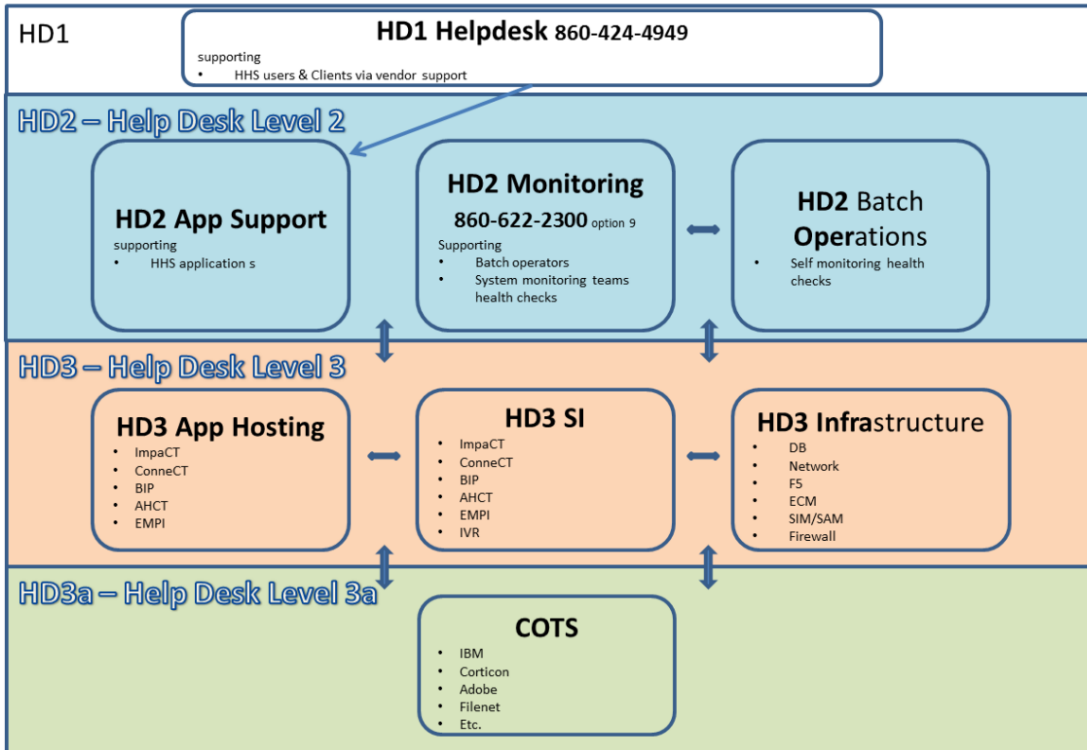 HD1
HD1 Helpdesk 860-424-4949
supporting
• HHS users & Clients via vendor support
HD2 – Help Desk Level 2
HD2 App Support
supporting
• HHS application s
HD2 Monitoring
860-622-2300 option 9
Supporting
• Batch operators
• System monitoring teams
health checks
HD2 Batch
Operations
• Self monitoring health
checks
HD3 – Help Desk Level 3
HD3 App Hosting
• ImpaCT
• ConneCT
• BIP
• AHCT
• EMPI
HD3 SI
• ImpaCT
• ConneCT
• BIP
• AHCT
• EMPI
• IVR
HD3 Infrastructure
• DB
• Network
• F5
• ECM
• SIM/SAM
• Firewall
HD3a – Help Desk Level 3a
COTS
• IBM
• Corticon
• Adobe
• Filenet
• Etc.